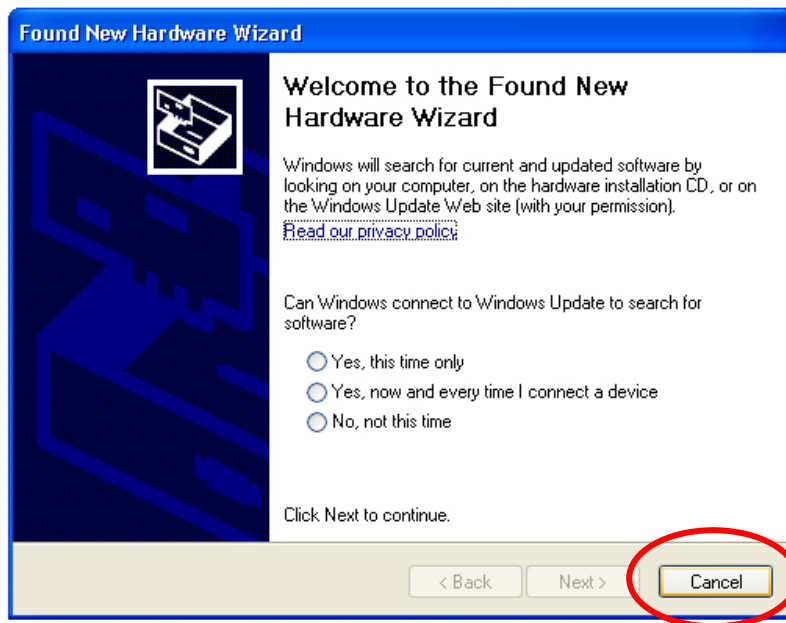 Found New Hardware Wizard
Welcome to the Found New
Hardware Wizard
Windows will search for current and updated software by
looking on your computer, on the hardware installation CD, or on
the Windows Update Web site (with your permission).
Read our privacy policy
Can Windows connect to Windows Update to search for
software?
Yes, this time only
Yes, now and every time I connect a device
No, not this time
Click Next to continue.
< Back Next > Cancel